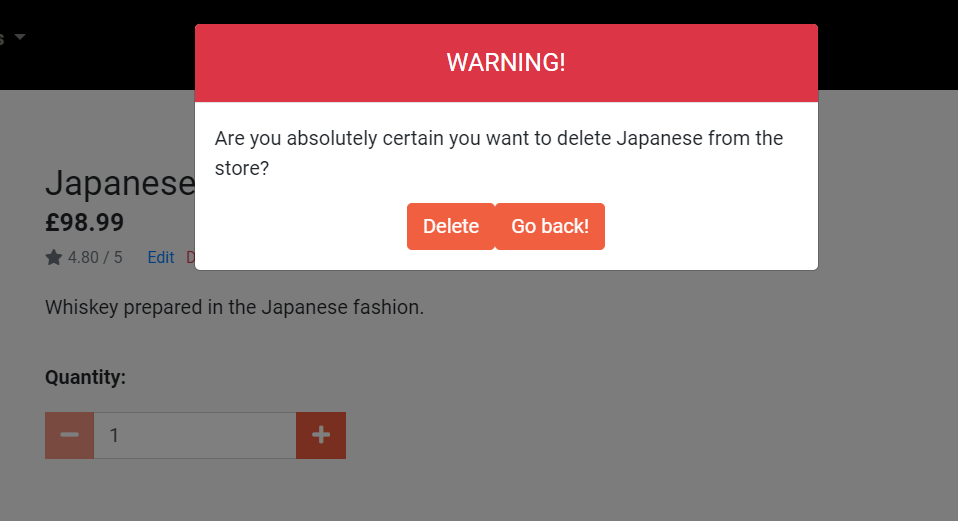 WARNING!
Are you absolutely certain you want to delete Japanese from the
store?
Delete Go back!
Japanese
£98.99
4.80 / 5 Edit
Whiskey prepared in the Japanese fashion.
Quantity:
1